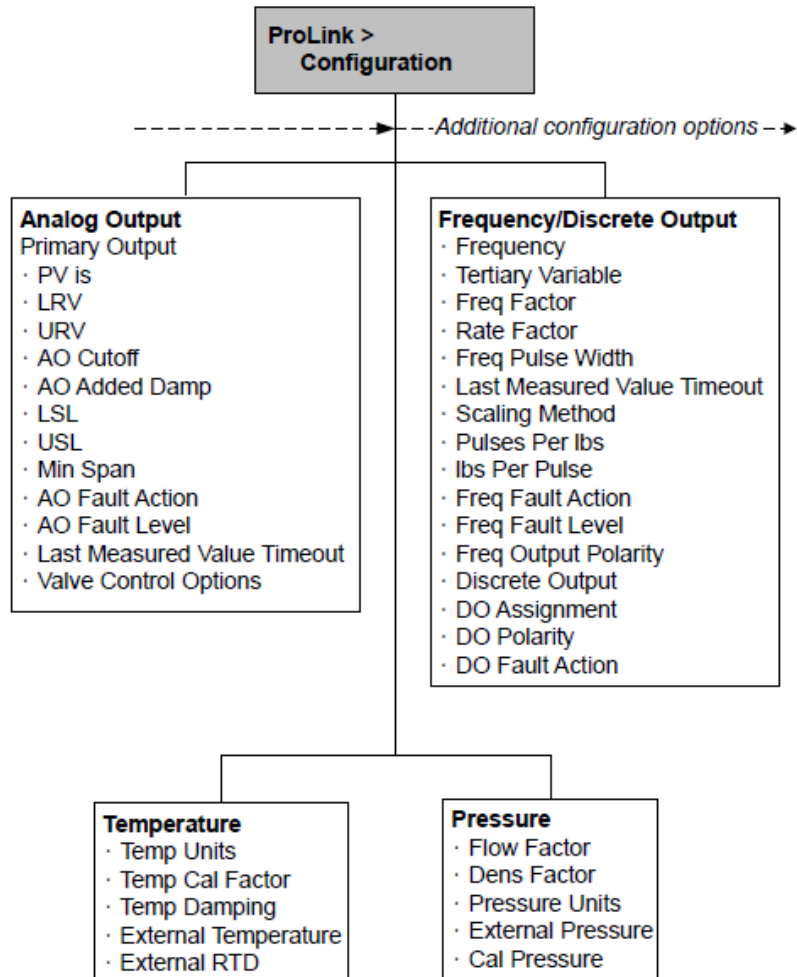 ProLink >
Configuration
Additional configuration options
Analog Output
Primary Output
· PV is
· LRV
· URV
· AO Cutoff
· AO Added Damp
· LSL
· USL
· Min Span
· AO Fault Action
· AO Fault Level
· Last Measured Value Timeout
· Valve Control Options
Frequency/Discrete Output
· Frequency
· Tertiary Variable
· Freq Factor
· Rate Factor
· Freq Pulse Width
· Last Measured Value Timeout
· Scaling Method
· Pulses Per lbs
· lbs Per Pulse
· Freq Fault Action
· Freq Fault Level
· Freq Output Polarity
· Discrete Output
· DO Assignment
· DO Polarity
· DO Fault Action
Temperature
· Temp Units
· Temp Cal Factor
· Temp Damping
· External Temperature
· External RTD
Pressure
· Flow Factor
· Dens Factor
· Pressure Units
· External Pressure
· Cal Pressure